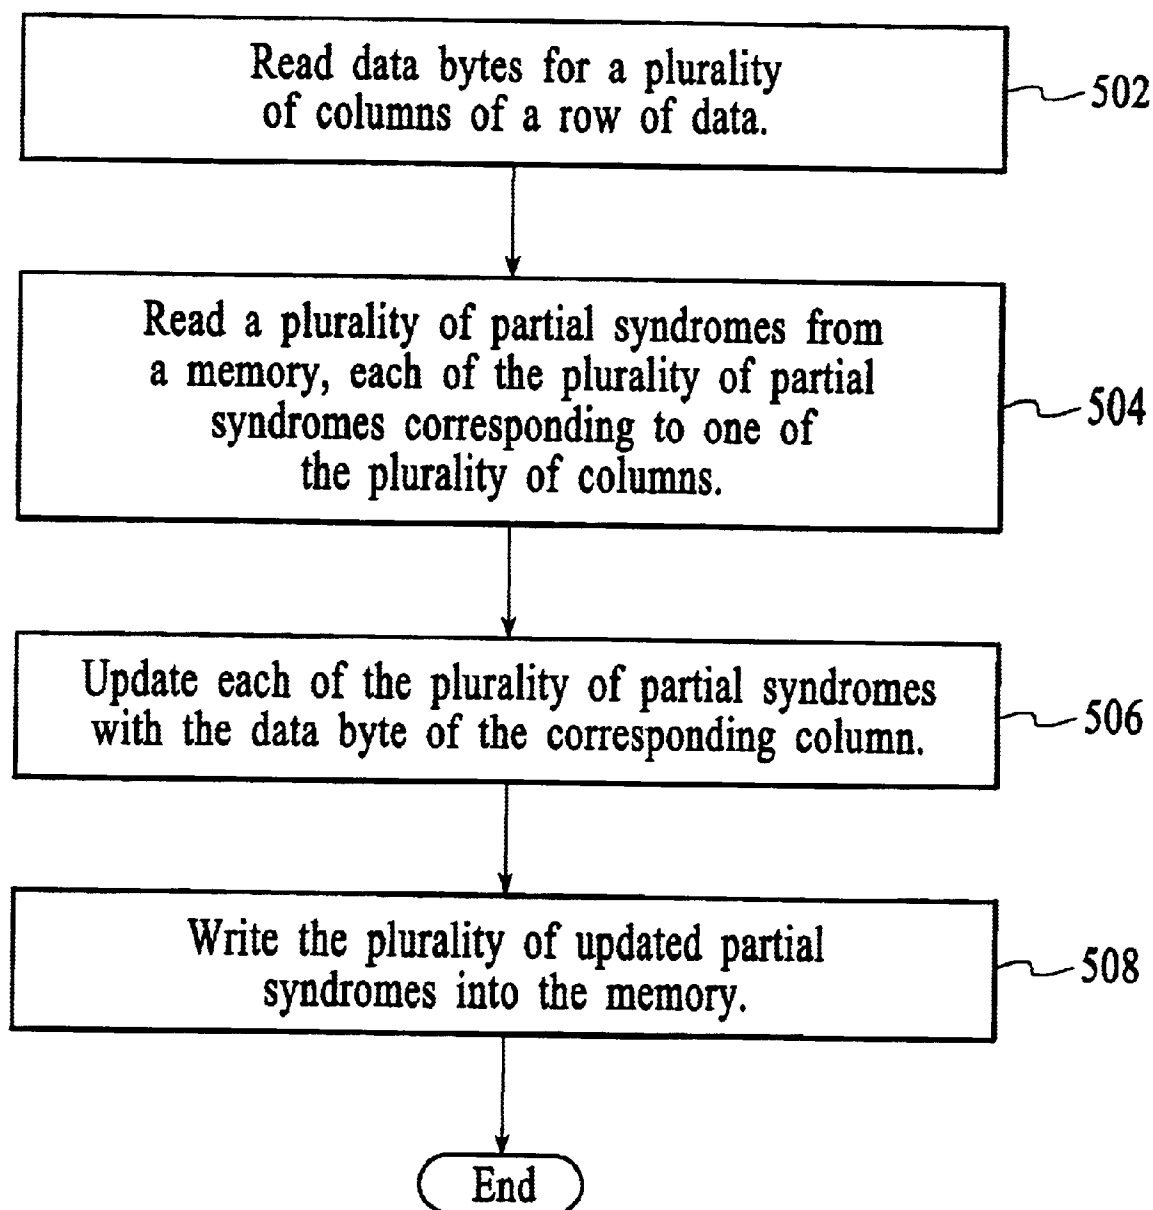 Read data bytes for a plurality
of columns of a row of data.
502
Read a plurality of partial syndromes from
a memory, each of the plurality of partial
syndromes corresponding to one of
the plurality of columns.
504
Update each of the plurality of partial syndromes
with the data byte of the corresponding column.
506
Write the plurality of updated partial
syndromes into the memory.
508
End